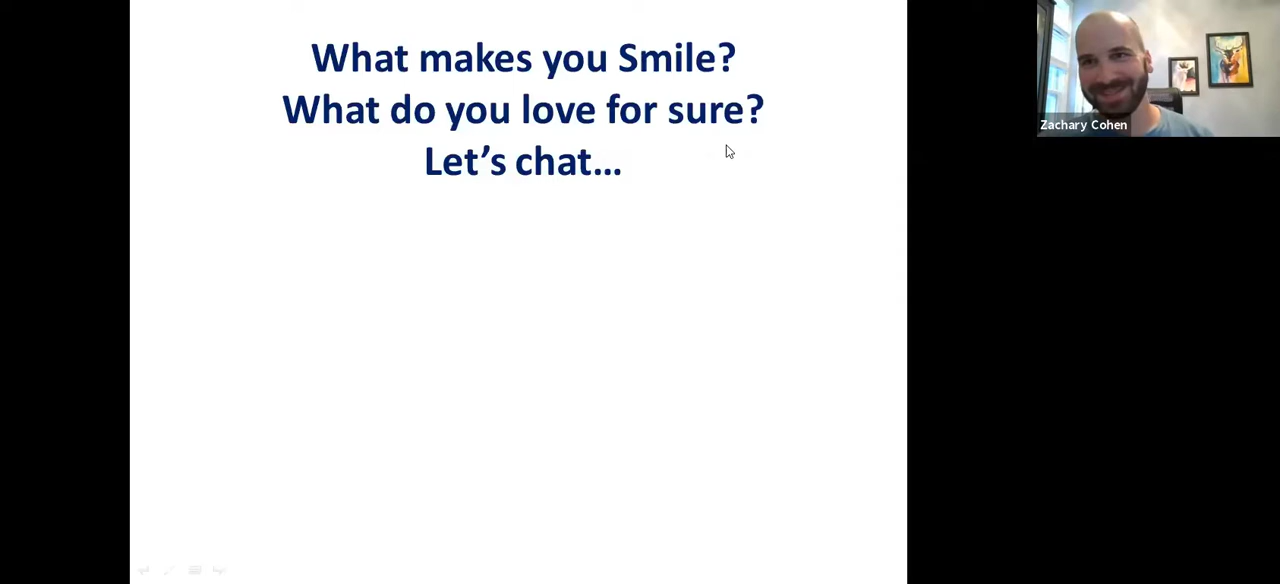 What makes you Smile?
What do you love for sure?
Let's chat...
Zachary Cohen